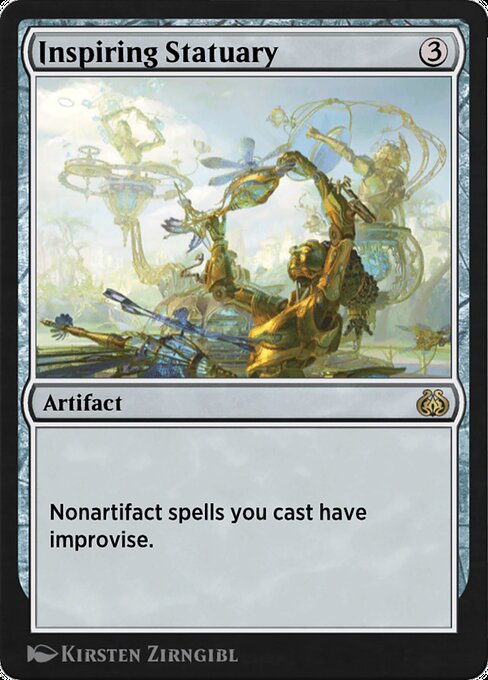 Inspiring Statuary 3
Artifact
Nonartifact spells you cast have
improvise.
Kirsten Zirngibl